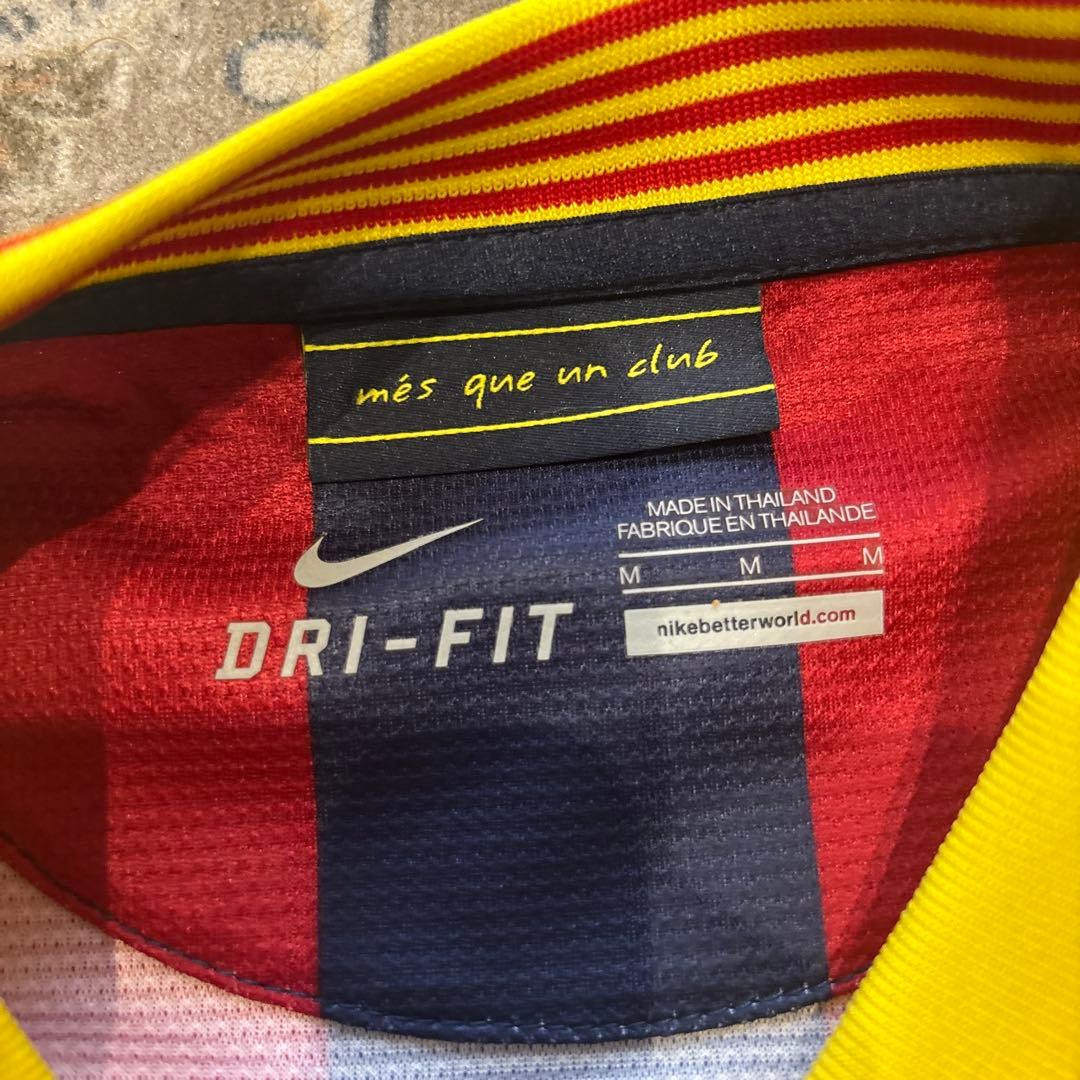 més que un club
DRI-FIT
MADE IN THAILAND
FABRIQUE EN THAILANDE
M M M
nikebetterworld.com